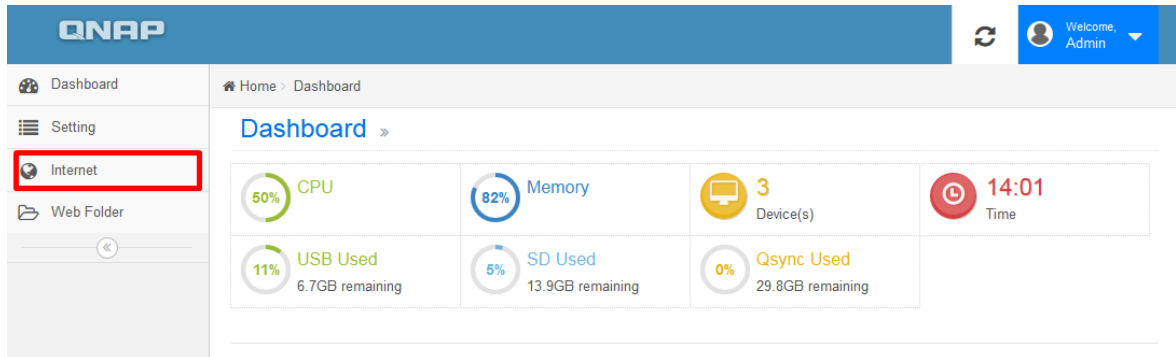 QNAP
Welcome,
Admin
Dashboard
Setting
Internet
Web Folder
Home > Dashboard
Dashboard »
50%
CPU
82%
Memory
3
Device(s)
14:01
Time
11%
USB Used
6.7GB remaining
5%
SD Used
13.9GB remaining
0%
Qsync Used
29.8GB remaining